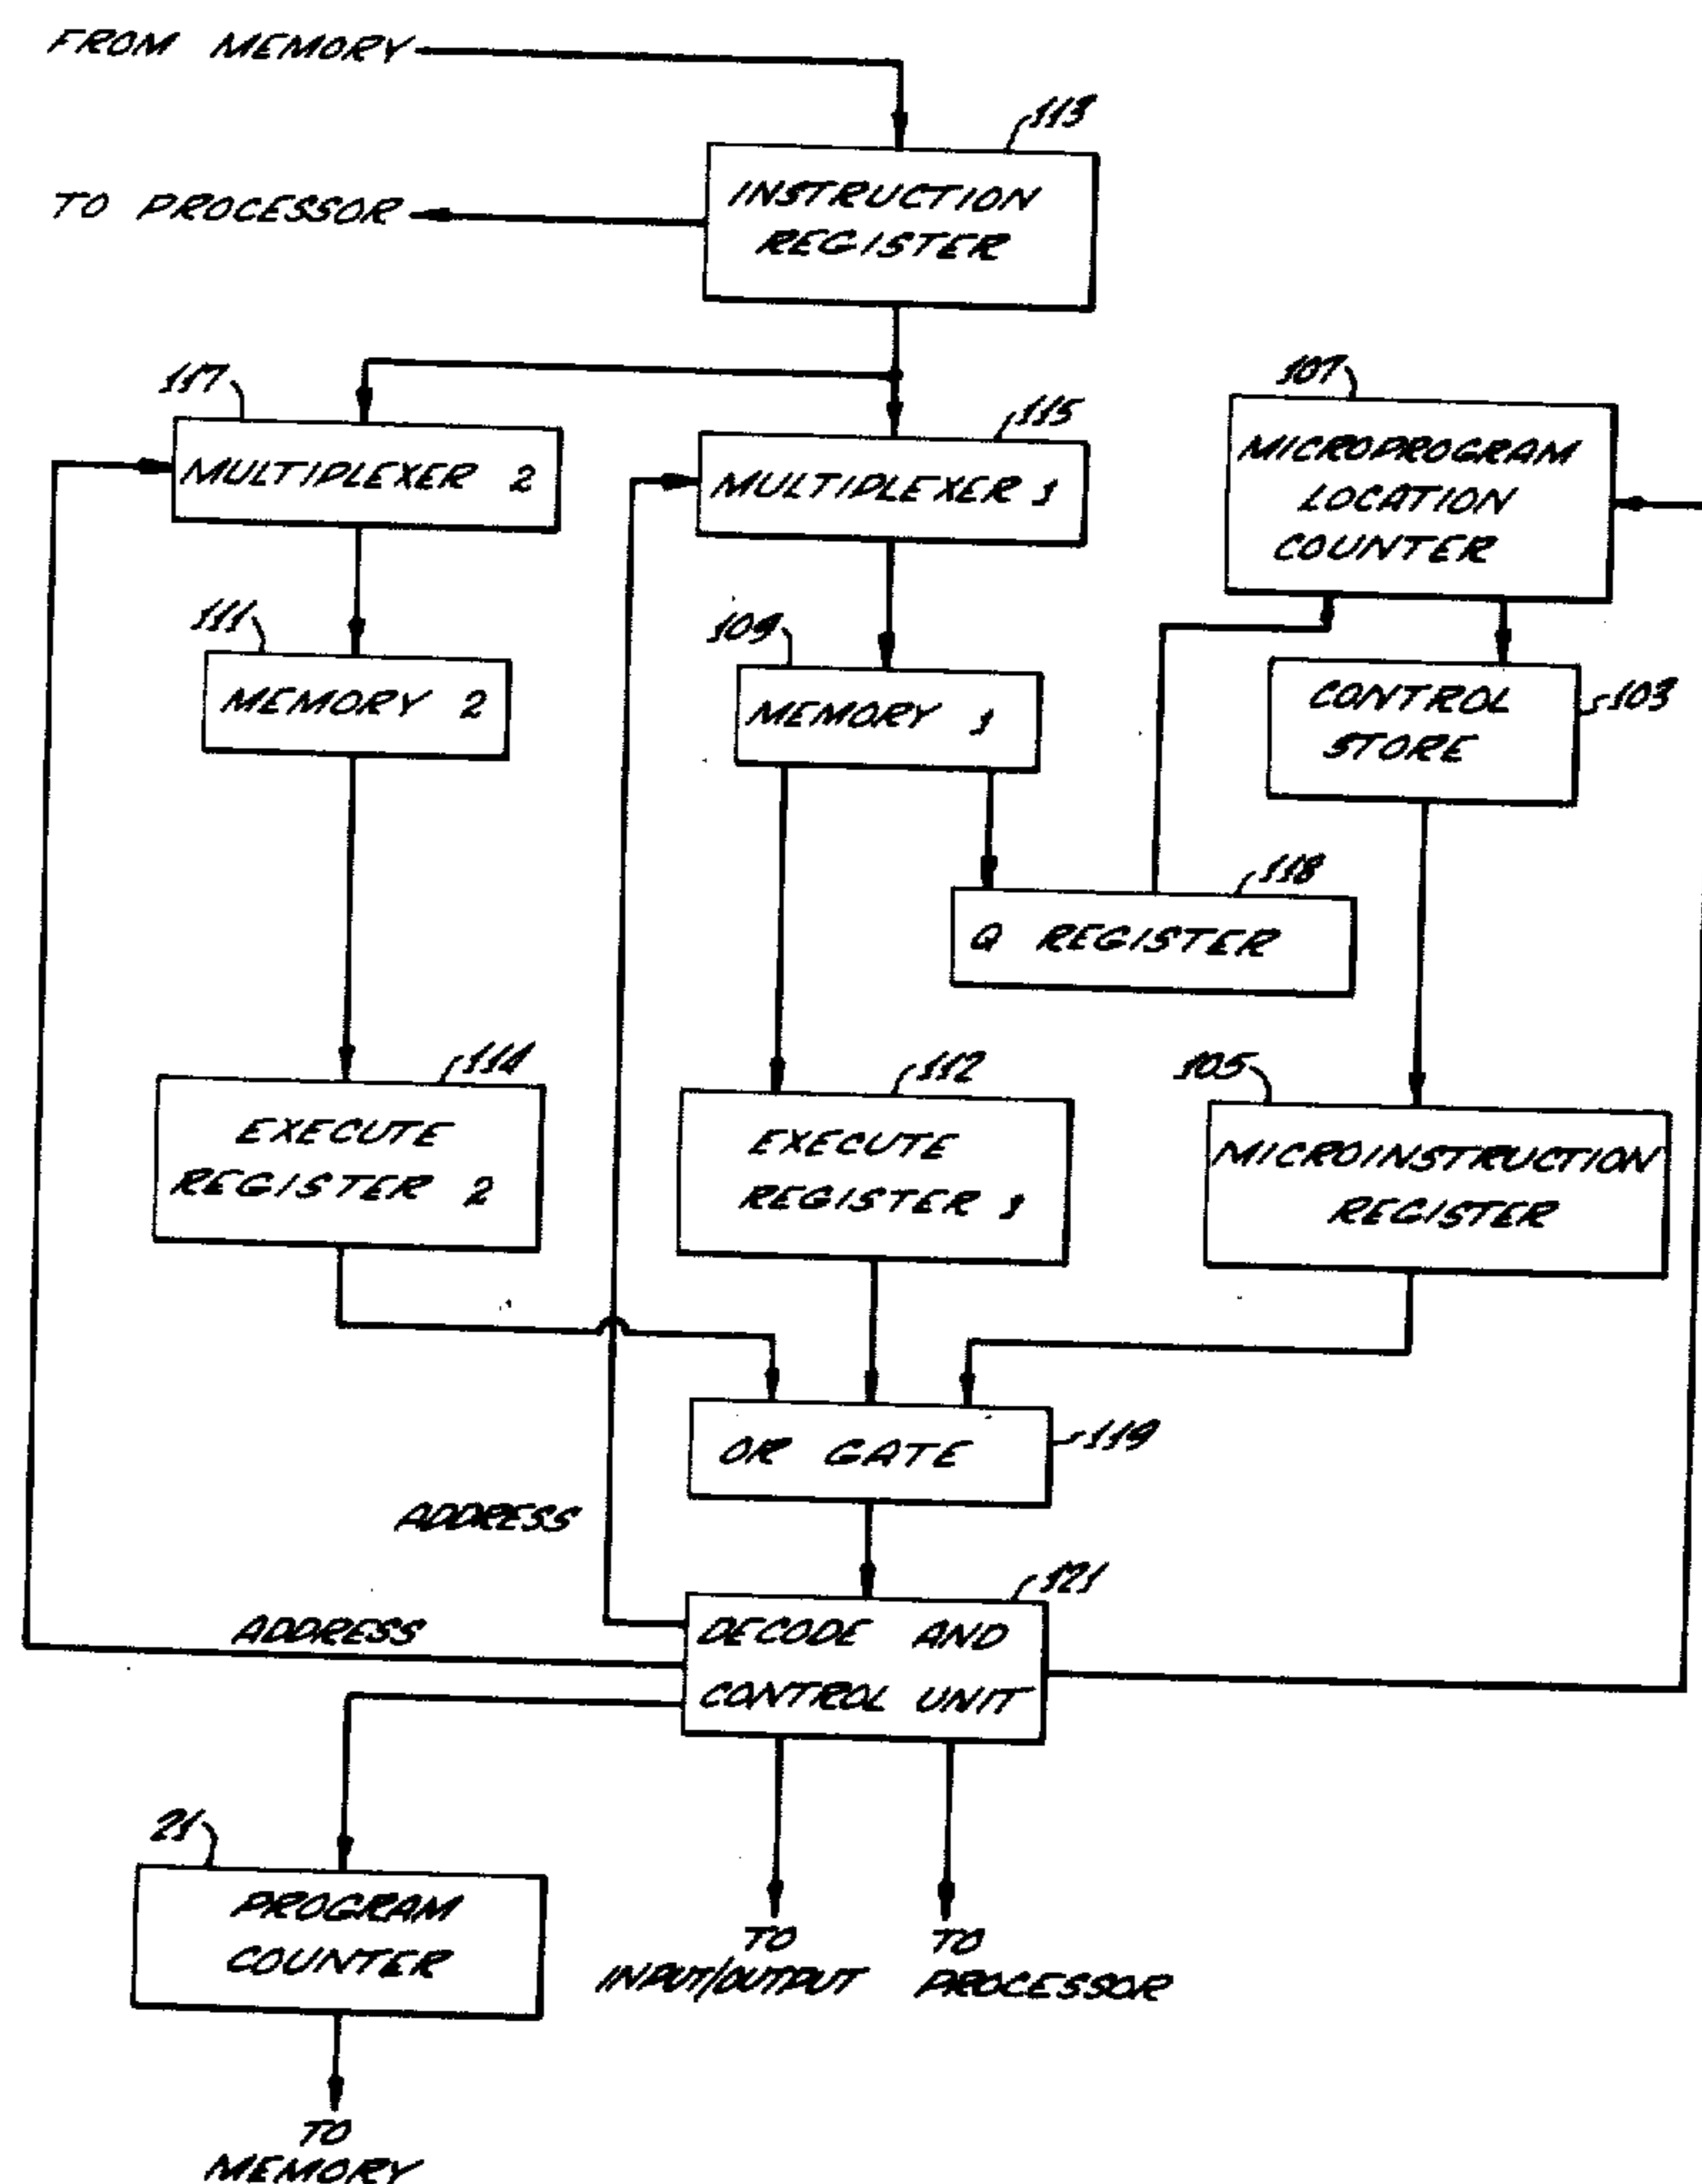 FROM MEMORY
113
TO PROCESSOR
INSTRUCTION
REGISTER
117
115
107
MULTIPLEXER 2
MULTIPLEXER 1
MICROPROGRAM
LOCATION
COUNTER
111
109
MEMORY 2
MEMORY 1
CONTROL
STORE
103
118
Q REGISTER
114
112
105
EXECUTE
REGISTER 2
EXECUTE
REGISTER 1
MICROINSTRUCTION
REGISTER
OR GATE
119
ADDRESS
121
ADDRESS
DECODE AND
CONTROL UNIT
21
PROGRAM
COUNTER
TO
INPUT/OUTPUT
TO
PROCESSOR
TO
MEMORY